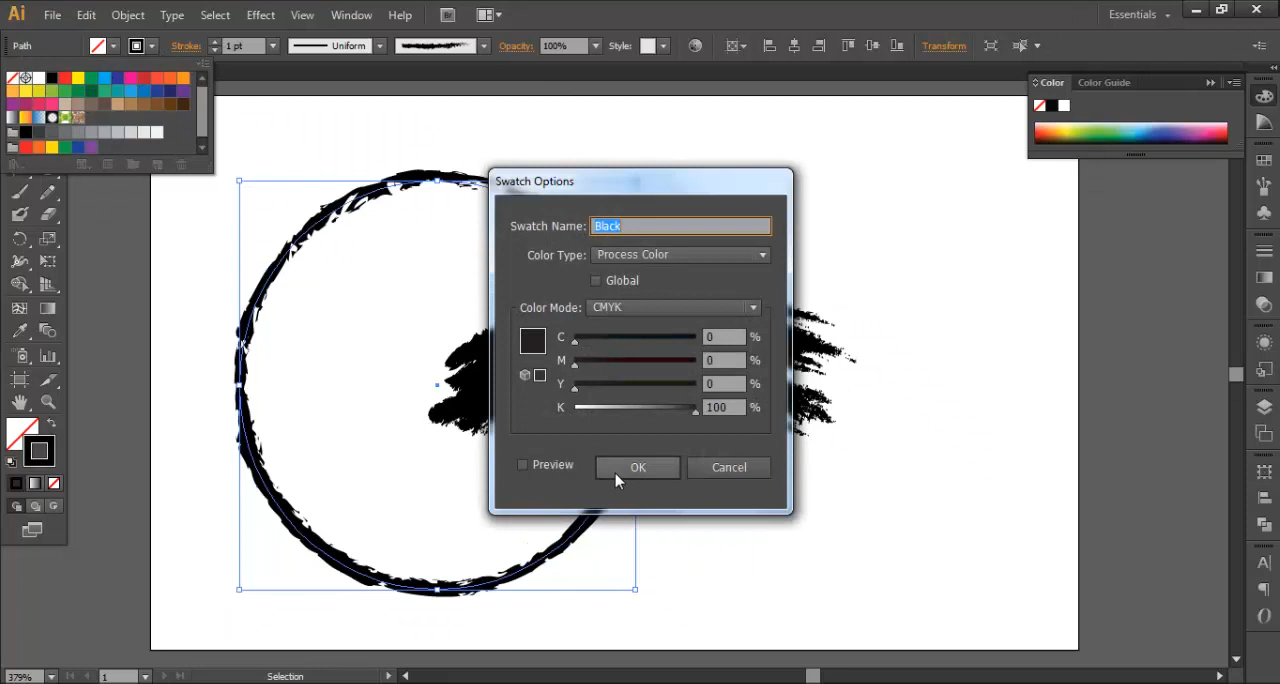 Ai File Edit Object Type Select Effect View Window Help Br Essentials
Path Stroke: 1 pt Uniform Opacity: 100% Style: Transform
Color Color Guide
Swatch Options
Swatch Name: Black
Color Type: Process Color
Global
Color Mode: CMYK
C 0 %
M 0 %
Y 0 %
K 100 %
Preview OK Cancel
379% 1 Selection